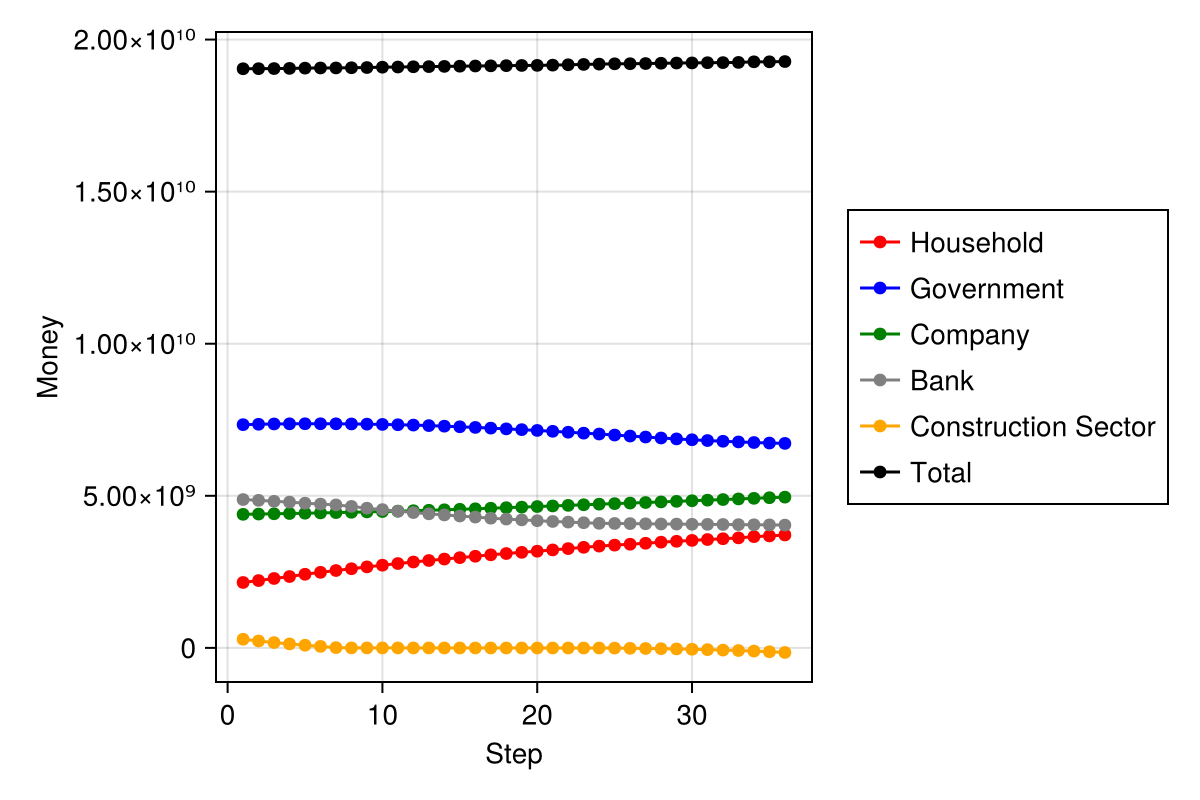 2.00×10¹⁰
1.50×10¹⁰
1.00×10¹⁰
5.00×10⁹
0
Money
0 10 20 30
Step
Household
Government
Company
Bank
Construction Sector
Total